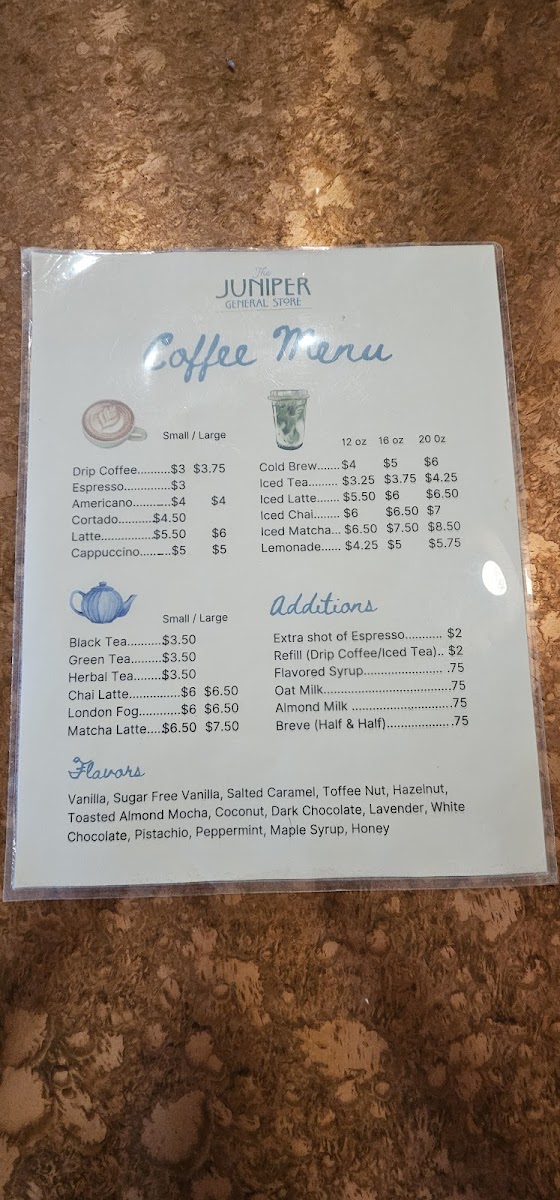 The
JUNIPER
GENERAL STORE
Coffee Menu
Small / Large
Drip Coffee..........$3 $3.75
Espresso..............$3
Americano..........$4 $4
Cortado..........$4.50
Latte................$5.50 $6
Cappuccino.........$5 $5
12 oz 16 oz 20 Oz
Cold Brew....... $4 $5 $6
Iced Tea......... $3.25 $3.75 $4.25
Iced Latte....... $5.50 $6 $6.50
Iced Chai........ $6 $6.50 $7
Iced Matcha... $6.50 $7.50 $8.50
Lemonade...... $4.25 $5 $5.75
Small / Large
Black Tea..........$3.50
Green Tea.........$3.50
Herbal Tea........$3.50
Chai Latte...............$6 $6.50
London Fog............$6 $6.50
Matcha Latte....$6.50 $7.50
Additions
Extra shot of Espresso........... $2
Refill (Drip Coffee/Iced Tea).. $2
Flavored Syrup....................... .75
Oat Milk.....................................75
Almond Milk .............................75
Breve (Half & Half)...................75
Flavors
Vanilla, Sugar Free Vanilla, Salted Caramel, Toffee Nut, Hazelnut,
Toasted Almond Mocha, Coconut, Dark Chocolate, Lavender, White
Chocolate, Pistachio, Peppermint, Maple Syrup, Honey